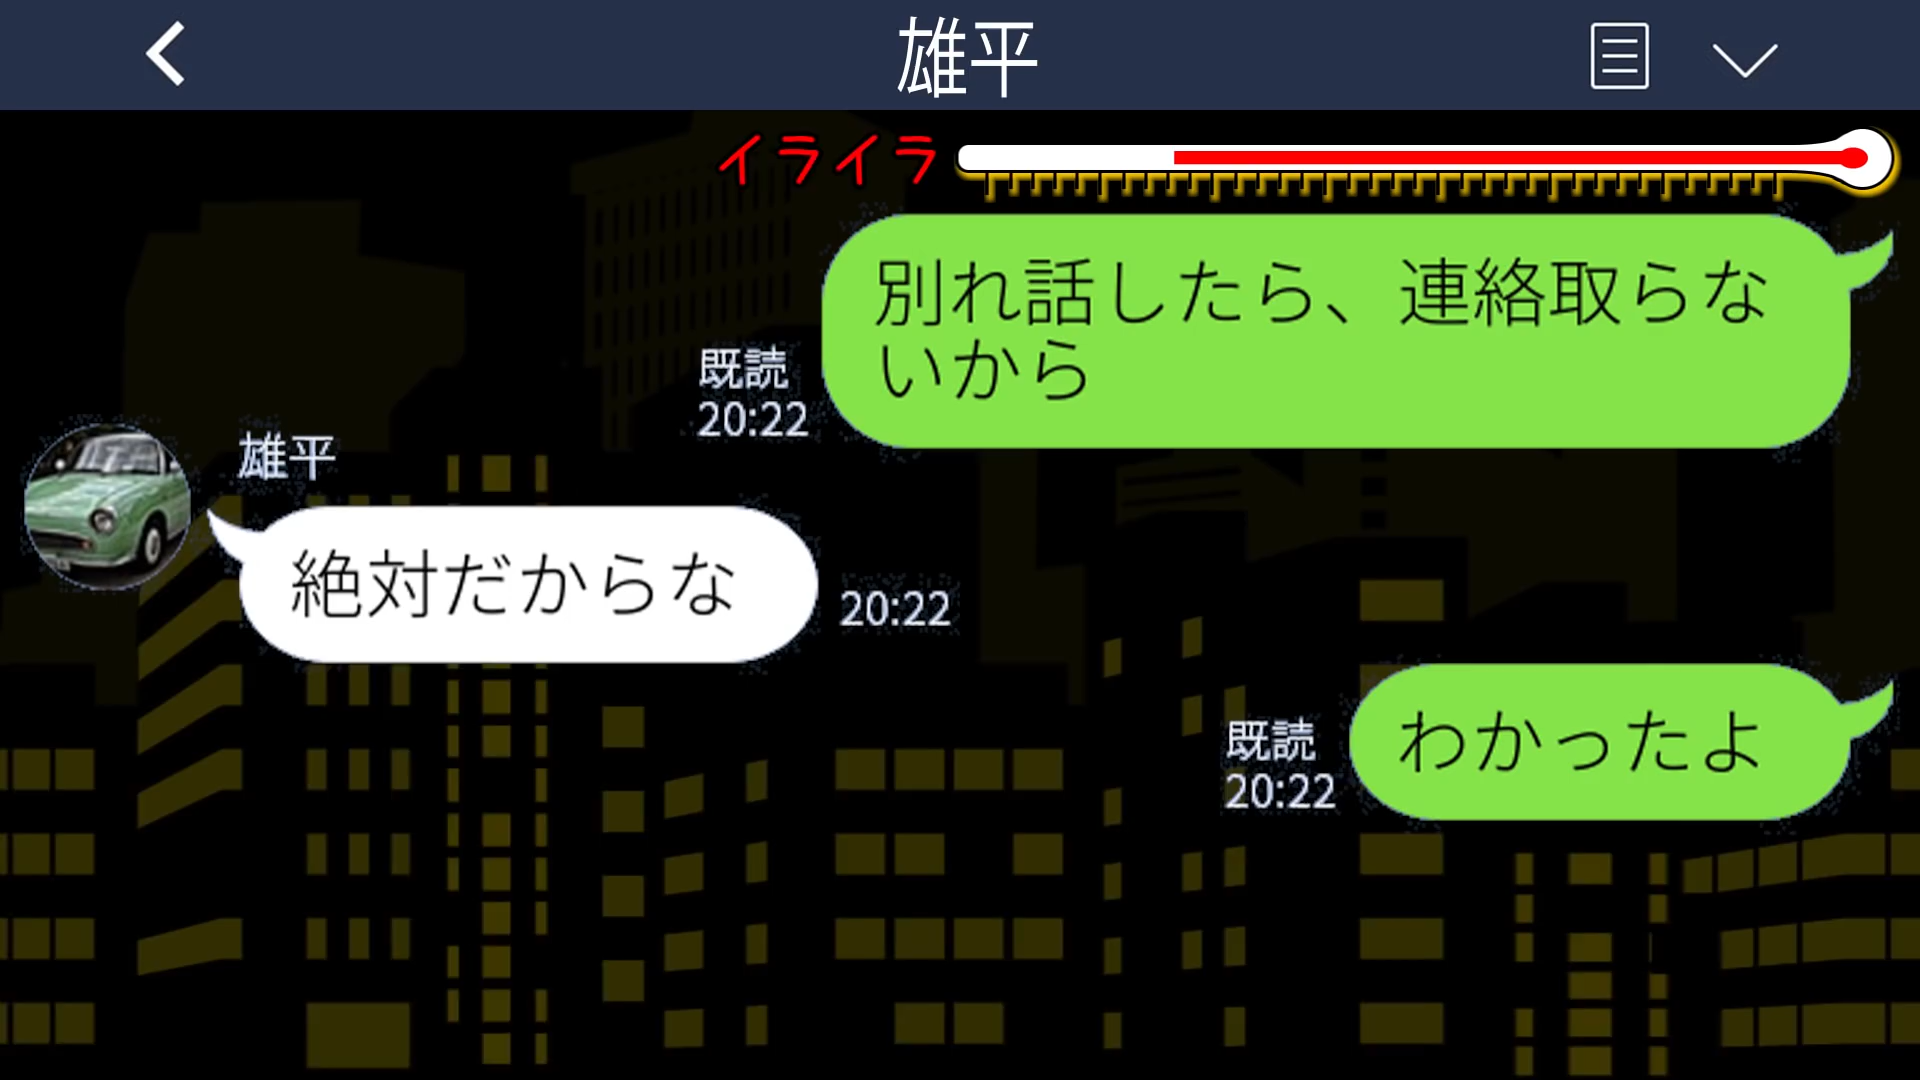 雄平
イライラ
別れ話したら、連絡取らな
いから
既読
20:22
雄平
絶対だからな
20:22
わかったよ
既読
20:22